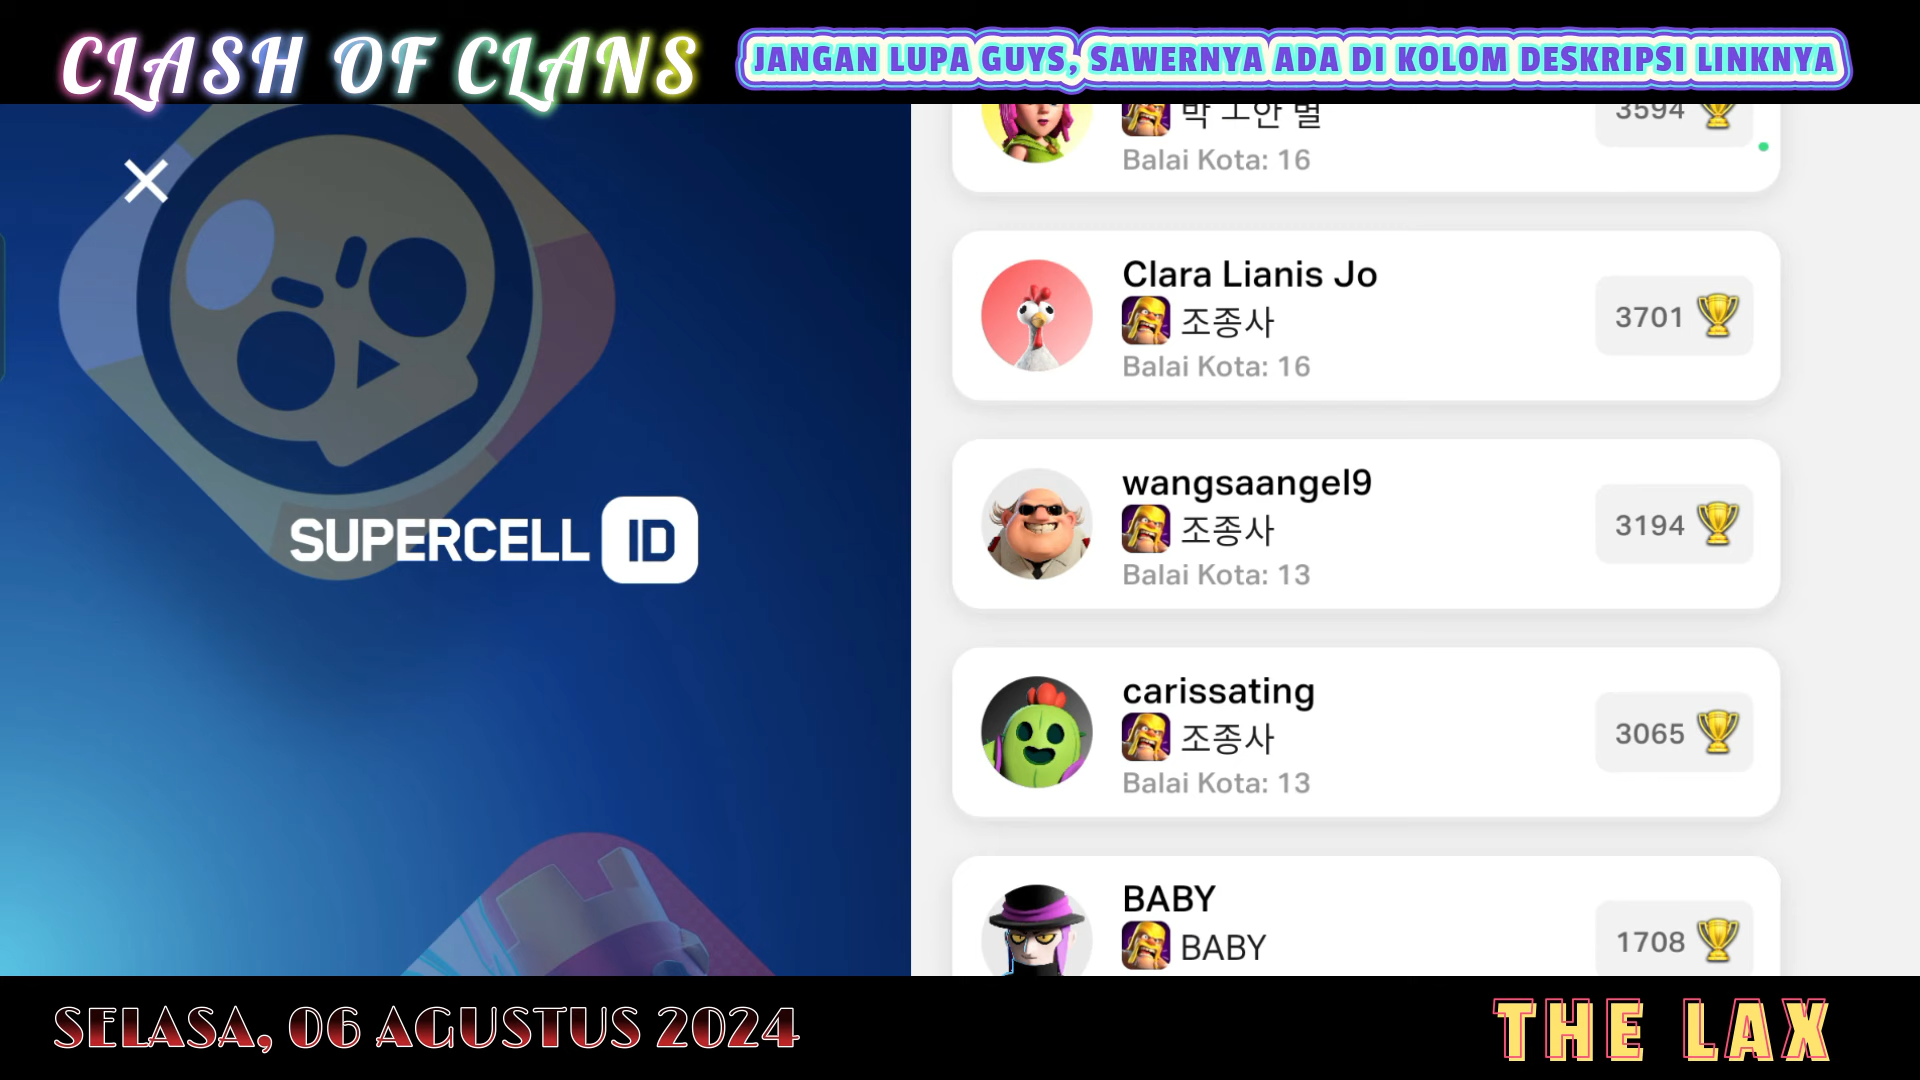 CLASH OF CLANS
JANGAN LUPA GUYS, SAWERNYA ADA DI KOLOM DESKRIPSI LINKNYA
3594
Balai Kota: 16
Clara Lianis Jo
조종사
Balai Kota: 16
3701
wangsaangel9
조종사
Balai Kota: 13
3194
carissating
조종사
Balai Kota: 13
3065
BABY
BABY
1708
SUPERCELL ID
SELASA, 06 AGUSTUS 2024
THE LAX